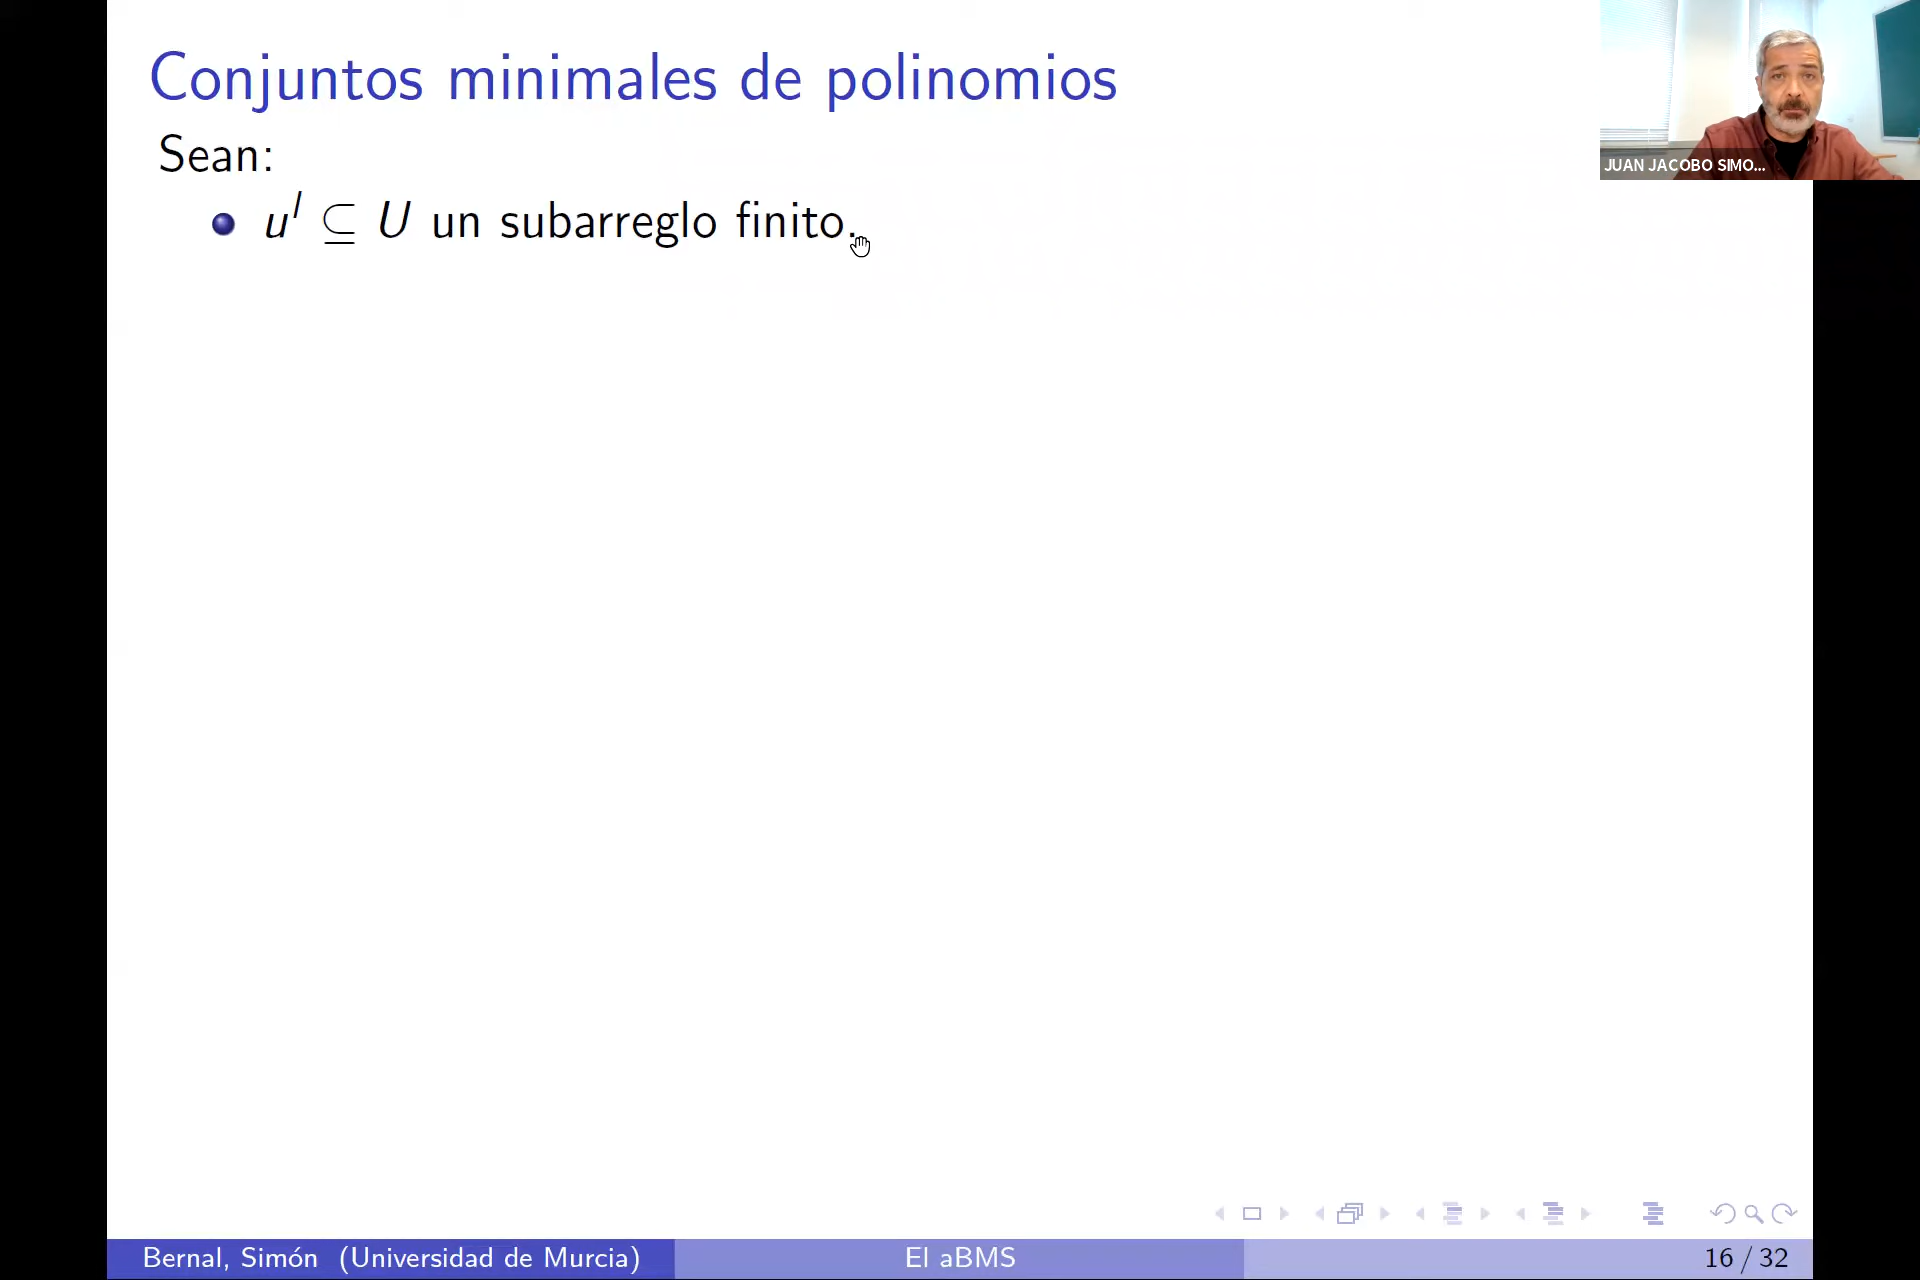 Conjuntos minimales de polinomios
Sean:
u^l ⊆ U un subarreglo finito.
JUAN JACOBO SIMO...
Bernal, Simón (Universidad de Murcia)
El aBMS
16 / 32